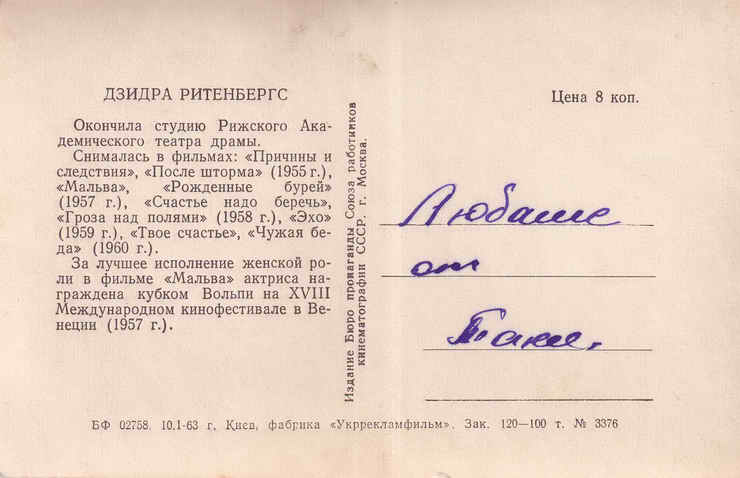 ДЗИДРА РИТЕНБЕРГС
Окончила студию Рижского Ака-
демического театра драмы.
Снималась в фильмах: «Причины и
следствия», «После шторма» (1955 г.),
«Мальва», «Рожденные бурей»
(1957 г.), «Счастье надо беречь»,
«Гроза над полями» (1958 г.), «Эхо»
(1959 г.), «Твое счастье», «Чужая бе-
да» (1960 г.).
За лучшее исполнение женской ро-
ли в фильме «Мальва» актриса на-
граждена кубком Вольпи на XVIII
Международном кинофестивале в Ве-
неции (1957 г.).
Издание Бюро пропаганды Союза работников
кинематографии СССР. г. Москва.
Цена 8 коп.
Любаше
от
БФ 02758. 10.1-63 г. Киев, фабрика «Укррекламфильм». Зак. 120—100 т. № 3376